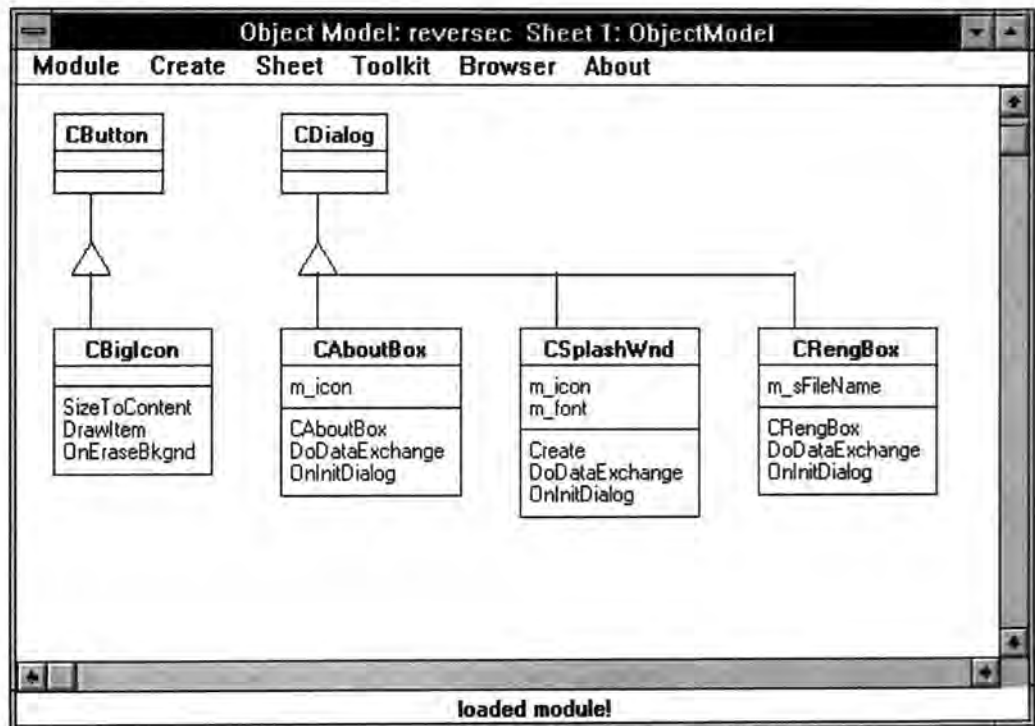 Object Model: reversec Sheet 1: ObjectModel
Module Create Sheet Toolkit Browser About
CButton
CDialog
CBigIcon
SizeToContent
DrawItem
OnEraseBkgnd
CAboutBox
m_icon
CAboutBox
DoDataExchange
OnInitDialog
CSplashWnd
m_icon
m_font
Create
DoDataExchange
OnInitDialog
CRengBox
m_sFileName
CRengBox
DoDataExchange
OnInitDialog
loaded module!